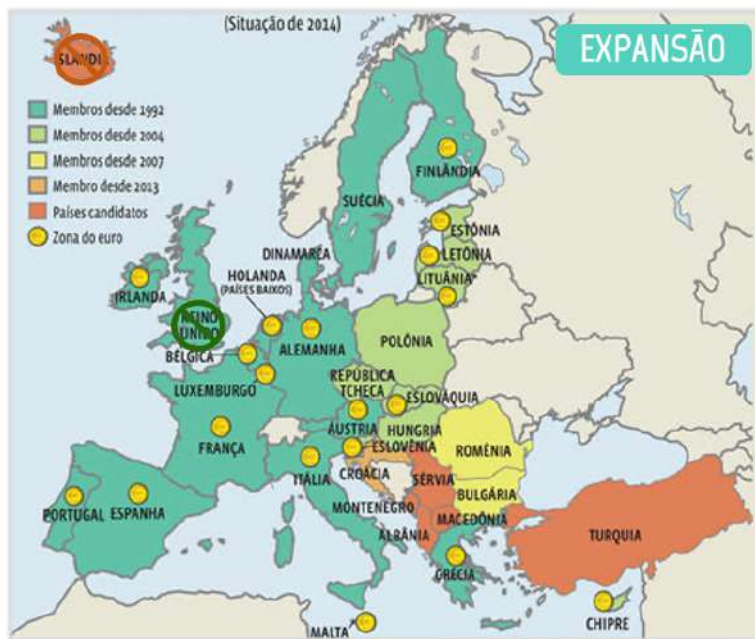 (Situação de 2014)
EXPANSÃO
SLÂNDI
Membros desde 1992
Membros desde 2004
Membros desde 2007
Membro desde 2013
Países candidatos
Zona do euro
FINLÂNDIA
SUÉCIA
ESTÔNIA
LETÔNIA
LITUÂNIA*
DINAMARCA
HOLANDA
(PAÍSES BAIXOS)
IRLANDA
REINO
UNIDO
BÉLGICA
ALEMANHA
POLÔNIA
LUXEMBURGO
REPÚBLICA
TCHECA
ESLOVÁQUIA
ÁUSTRIA
HUNGRIA
FRANÇA
ESLOVÊNIA
ROMÊNIA
ITÁLIA
CROÁCIA
SÉRVIA
PORTUGAL
ESPANHA
BULGÁRIA
MONTENEGRO
MACEDÔNIA
ALBÂNIA
TURQUIA
GRÉCIA
CHIPRE
MALTA